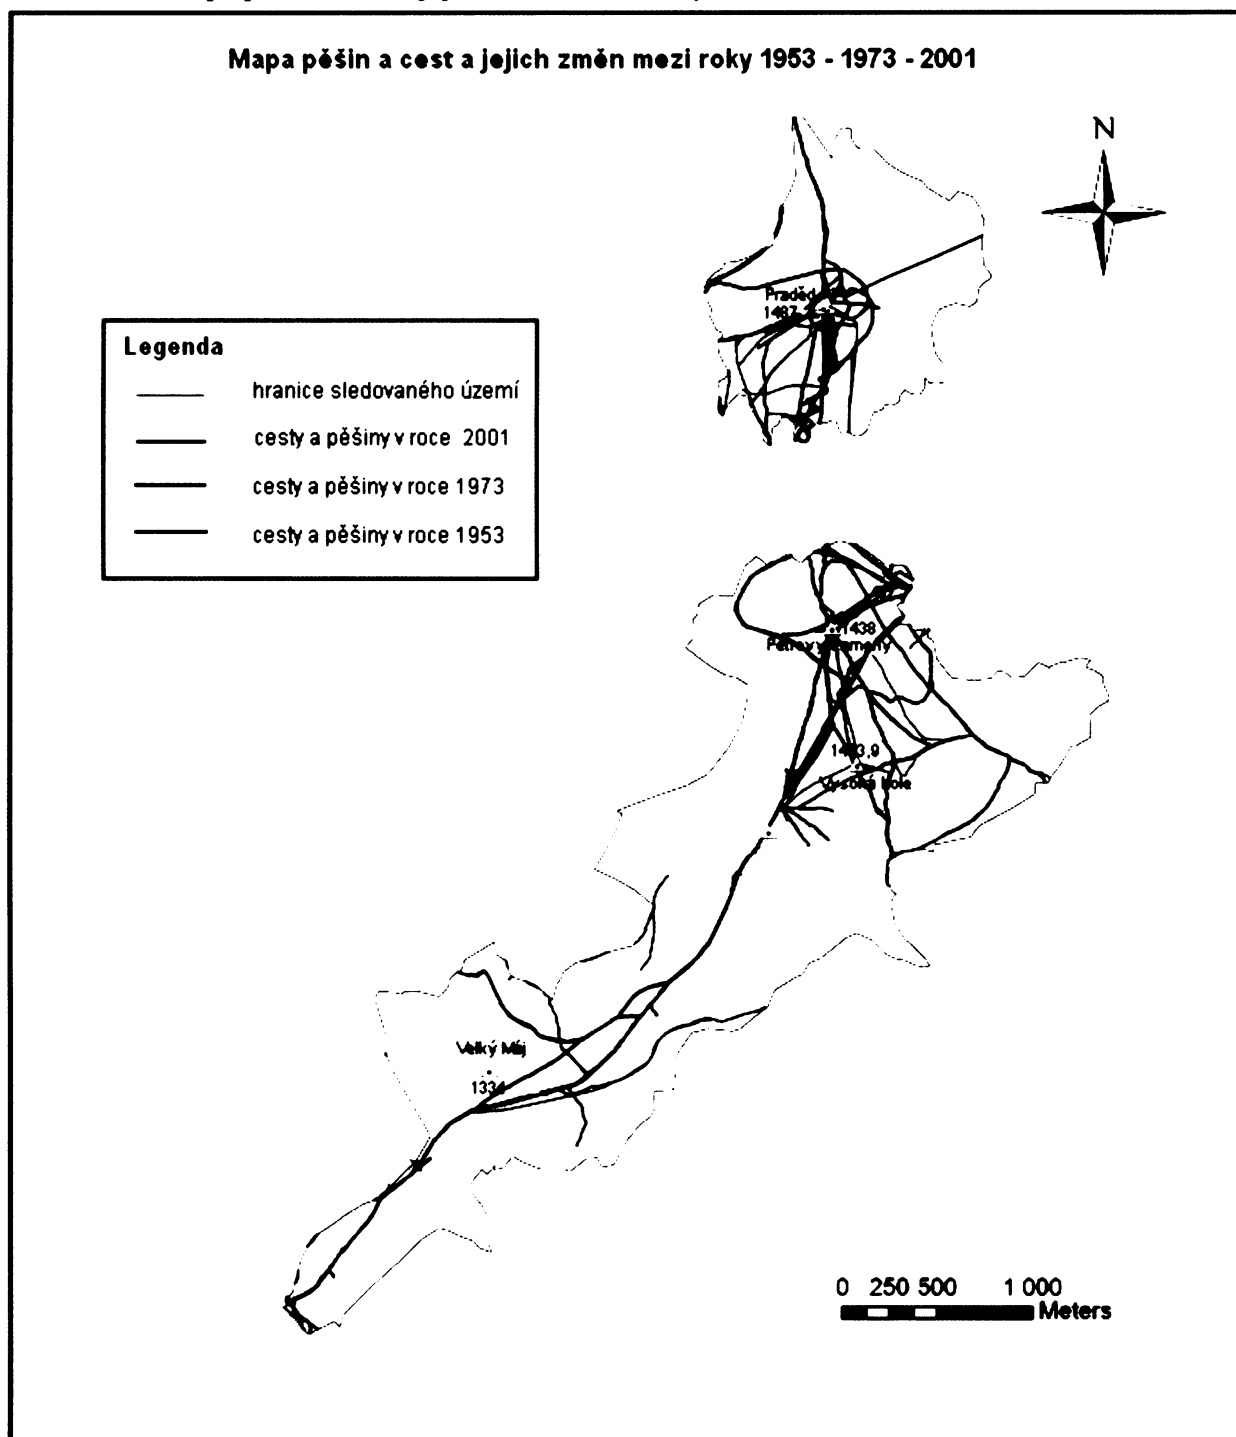 Mapa pěšin a cest a jejich změn mezi roky 1953 - 1973 - 2001
N
Praděd
Legenda
hranice sledovaného území
cesty a pěšiny v roce 2001
cesty a pěšiny v roce 1973
cesty a pěšiny v roce 1953
1438
Petrovy kameny
Vysoká hole
Velký Máj
1334
0 250 500 1 000
Meters